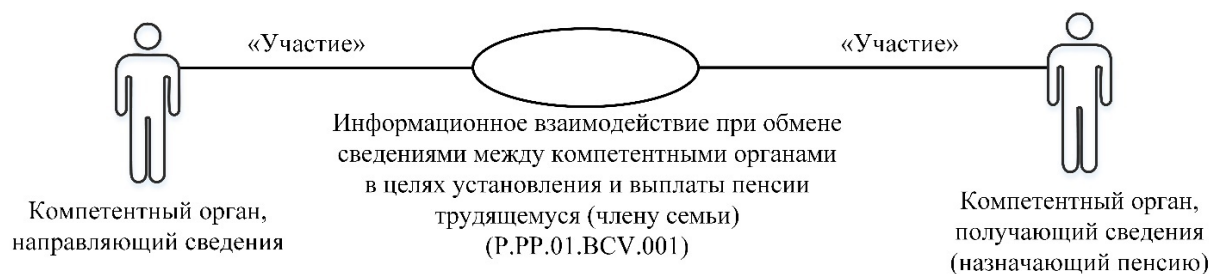 «Участие»
«Участие»
Информационное взаимодействие при обмене
сведениями между компетентными органами
в целях установления и выплаты пенсии
трудящемуся (члену семьи)
(P.PP.01.BCV.001)
Компетентный орган,
направляющий сведения
Компетентный орган,
получающий сведения
(назначающий пенсию)